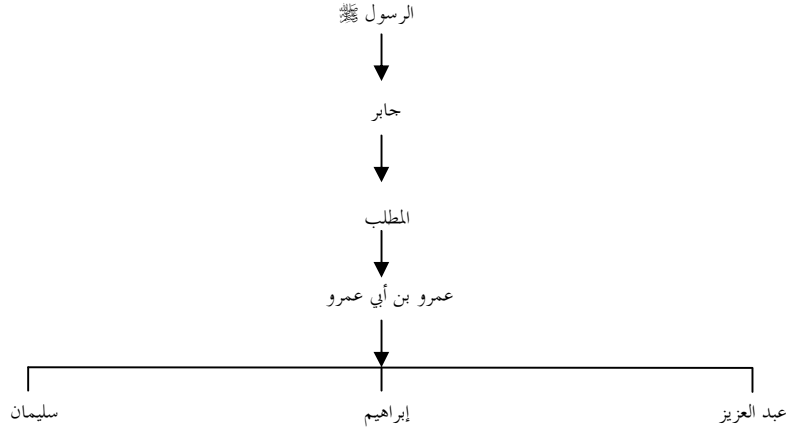 الرسول ﷺ
جابر
المطلب
عمرو بن أبي عمرو
عبد العزيز إبراهيم سليمان